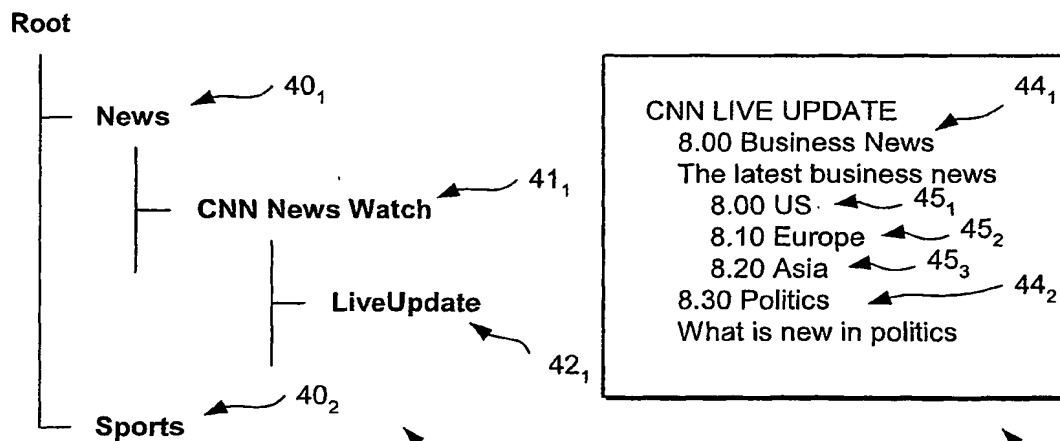 Root
News 40₁
CNN News Watch 41₁
LiveUpdate
42₁
Sports 40₂
CNN LIVE UPDATE 44₁
8.00 Business News
The latest business news
8.00 US 45₁
8.10 Europe 45₂
8.20 Asia 45₃
8.30 Politics 44₂
What is new in politics